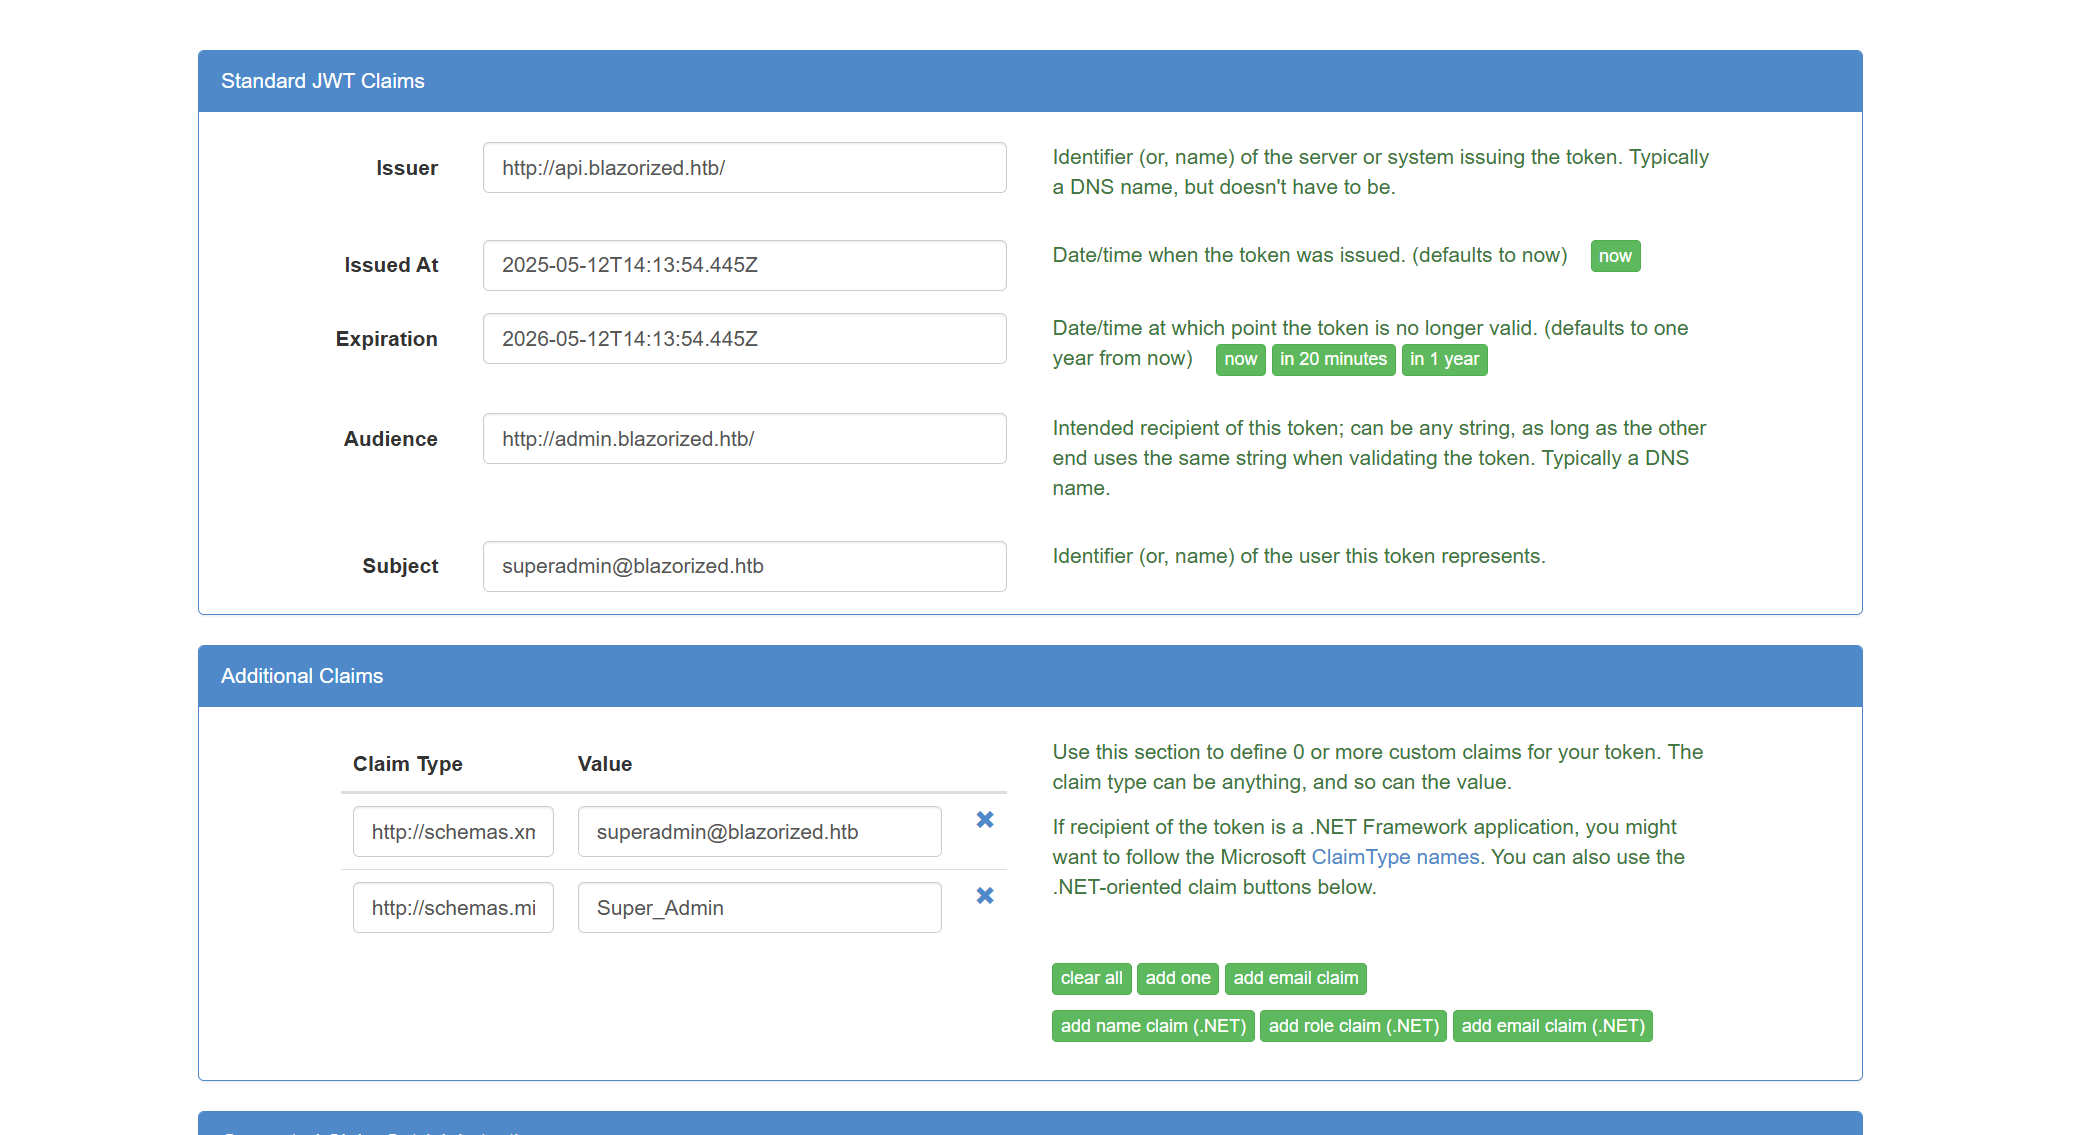 Standard JWT Claims
Issuer
http://api.blazorized.htb/
Identifier (or, name) of the server or system issuing the token. Typically
a DNS name, but doesn't have to be.
Issued At
2025-05-12T14:13:54.445Z
Date/time when the token was issued. (defaults to now) now
Expiration
2026-05-12T14:13:54.445Z
Date/time at which point the token is no longer valid. (defaults to one
year from now) now in 20 minutes in 1 year
Audience
http://admin.blazorized.htb/
Intended recipient of this token; can be any string, as long as the other
end uses the same string when validating the token. Typically a DNS
name.
Subject
superadmin@blazorized.htb
Identifier (or, name) of the user this token represents.
Additional Claims
Claim Type Value
http://schemas.xn superadmin@blazorized.htb
http://schemas.mi Super_Admin
Use this section to define 0 or more custom claims for your token. The
claim type can be anything, and so can the value.
If recipient of the token is a .NET Framework application, you might
want to follow the Microsoft ClaimType names. You can also use the
.NET-oriented claim buttons below.
clear all add one add email claim
add name claim (.NET) add role claim (.NET) add email claim (.NET)